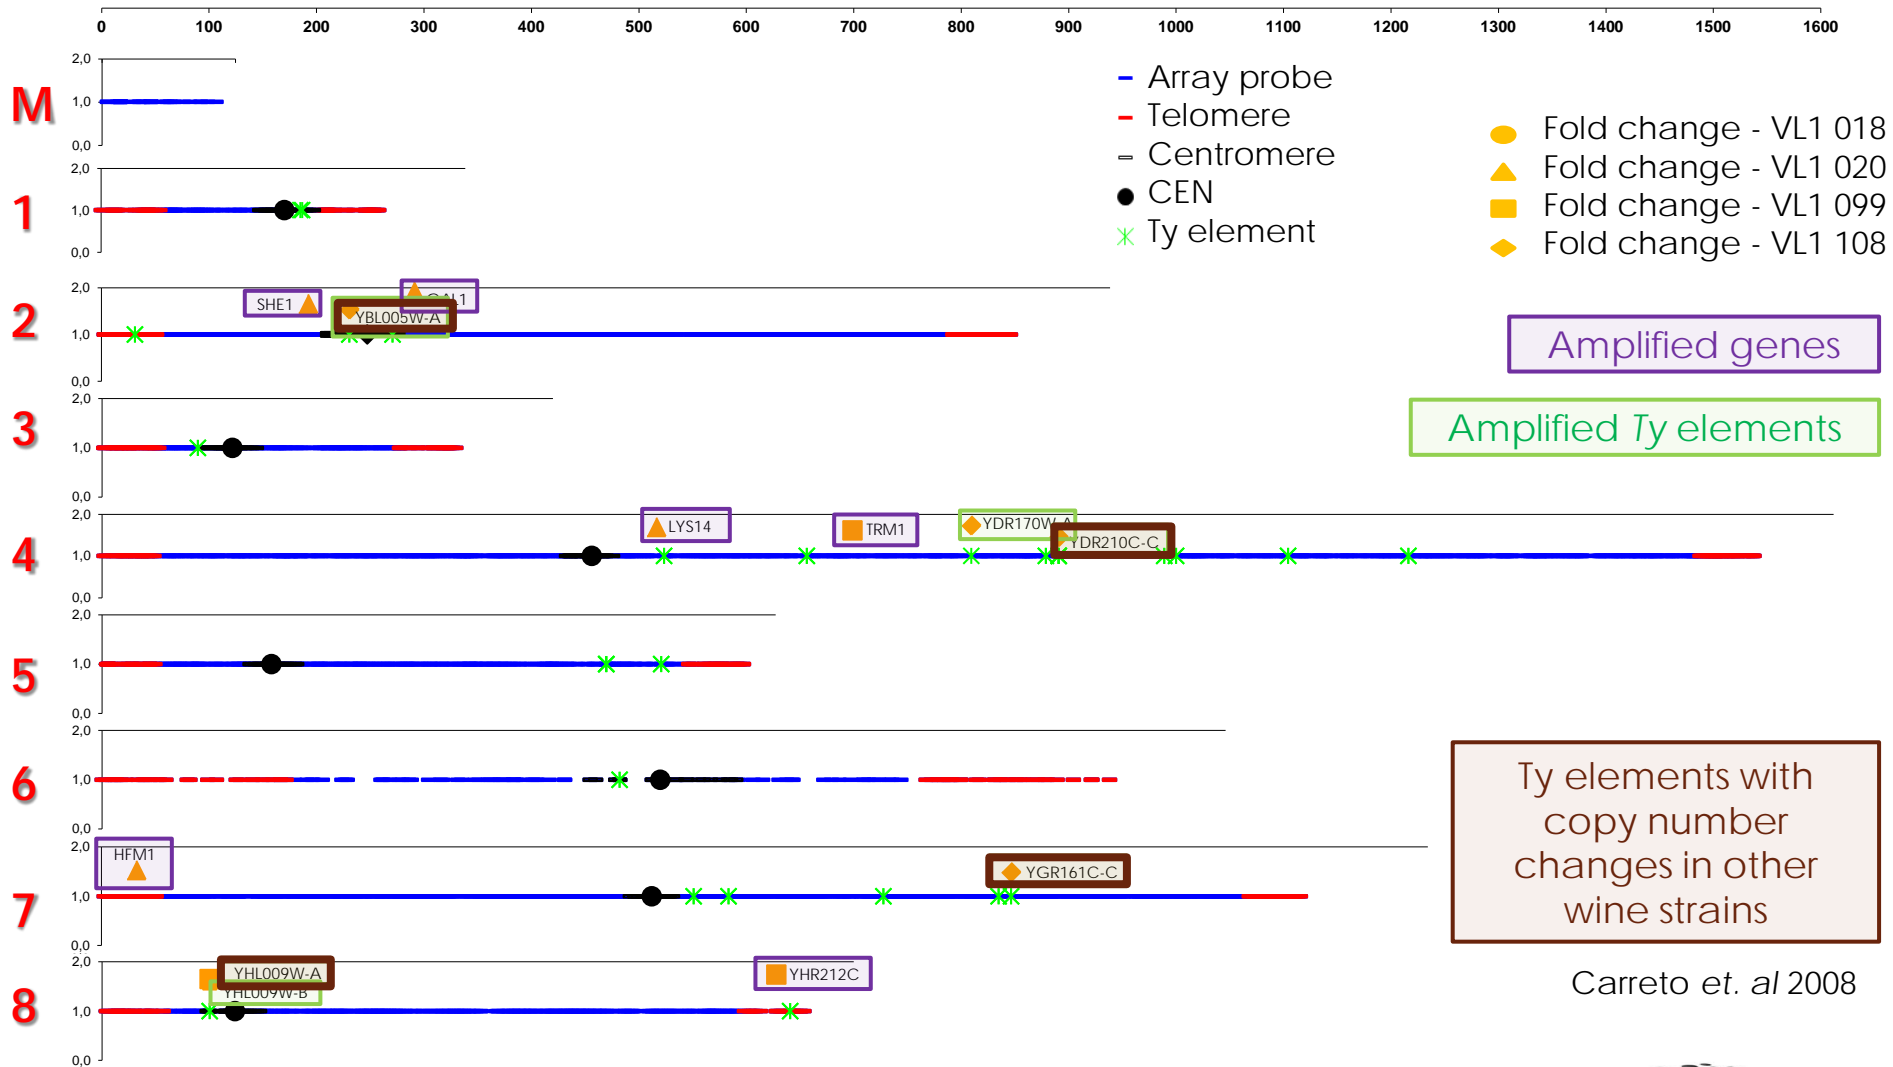 0 100 200 300 400 500 600 700 800 900 1000 1100 1200 1300 1400 1500 1600
M
2,0
1,0
0,0
Array probe
Telomere
Centromere
CEN
Ty element
Fold change - VL1 018
Fold change - VL1 020
Fold change - VL1 099
Fold change - VL1 108
1
2,0
1,0
0,0
2
2,0
1,0
0,0
SHE1
GAL1
YBL005W-A
Amplified genes
3
2,0
1,0
0,0
Amplified Ty elements
4
2,0
1,0
0,0
LYS14
TRM1
YDR170W-A
YDR210C-C
5
2,0
1,0
0,0
6
2,0
1,0
0,0
Ty elements with
copy number
changes in other
wine strains
7
2,0
1,0
0,0
HFM1
YGR161C-C
8
2,0
1,0
0,0
YHL009W-A
YHL009W-B
YHR212C
Carreto et. al 2008